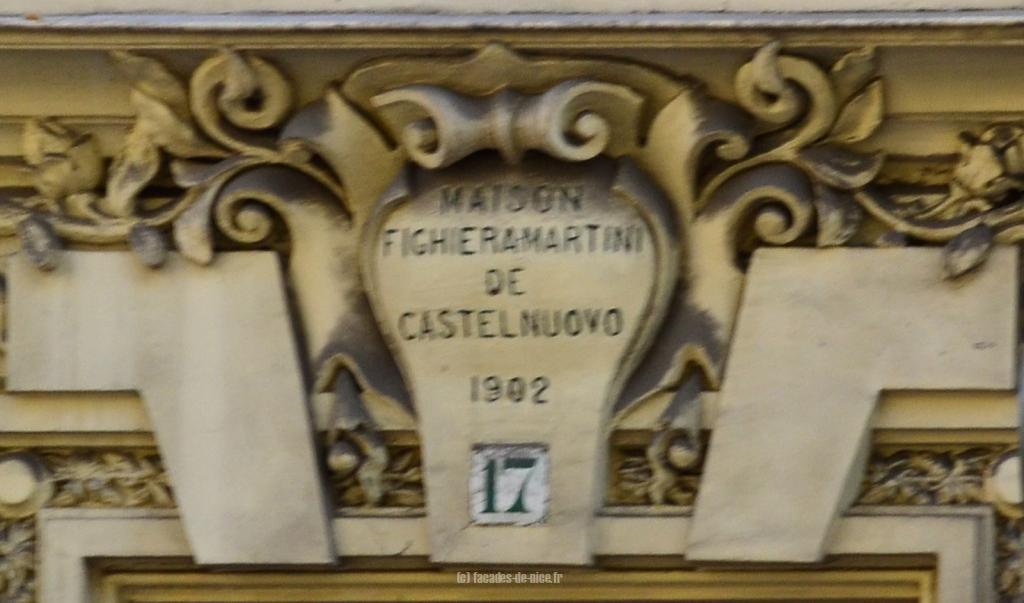 MAISON
FIGHIERAMARTINI
DE
CASTELNUOVO
1902
17
(c) facades-de-nice.fr